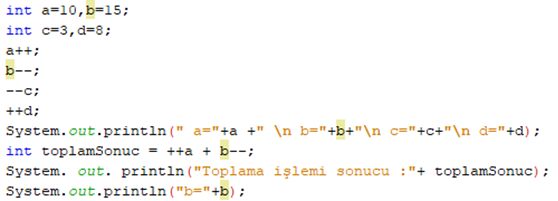 int a=10,b=15;
int c=3,d=8;
a++;
b--;
--c;
++d;
System.out.println(" a="+a +" \n b="+b+"\n c="+c+"\n d="+d);
int toplamSonuc = ++a + b--;
System. out. println("Toplama işlemi sonucu :"+ toplamSonuc);
System.out.println("b="+b);